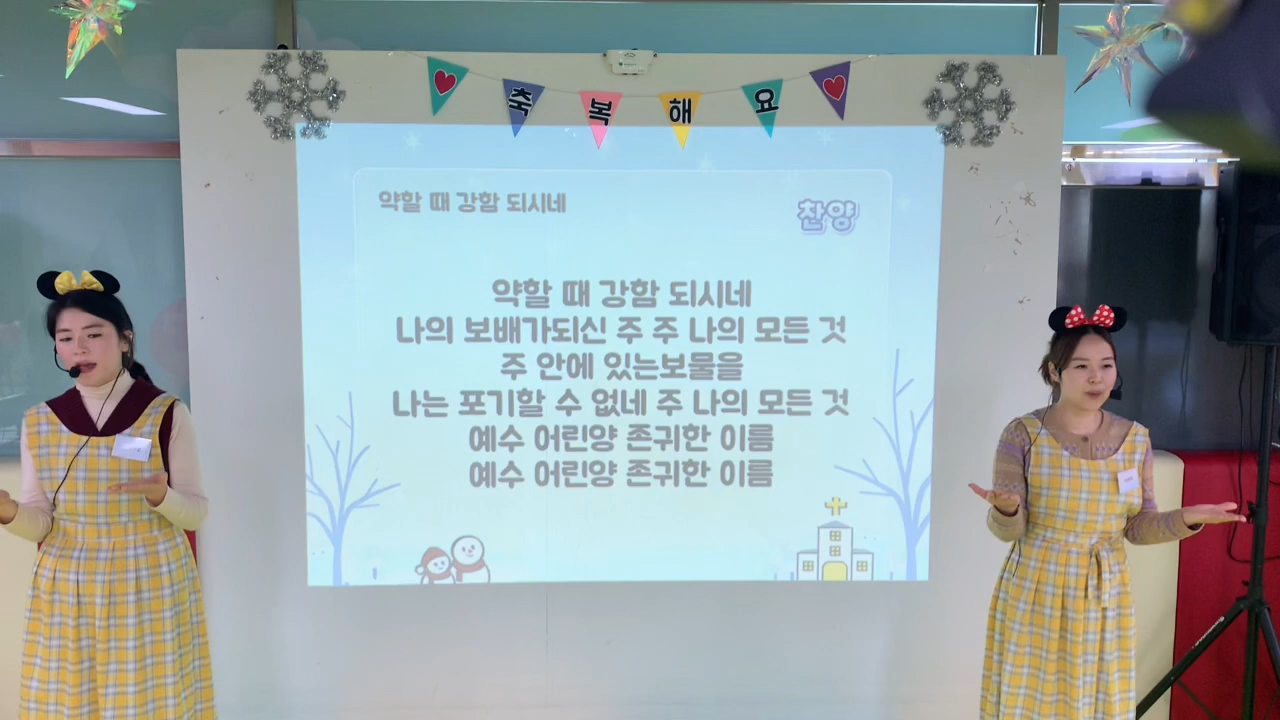 축복해요
약할 때 강함 되시네
찬양
약할 때 강함 되시네
나의 보배가되신 주 주 나의 모든 것
주 안에 있는보물을
나는 포기할 수 없네 주 나의 모든 것
예수 어린양 존귀한 이름
예수 어린양 존귀한 이름